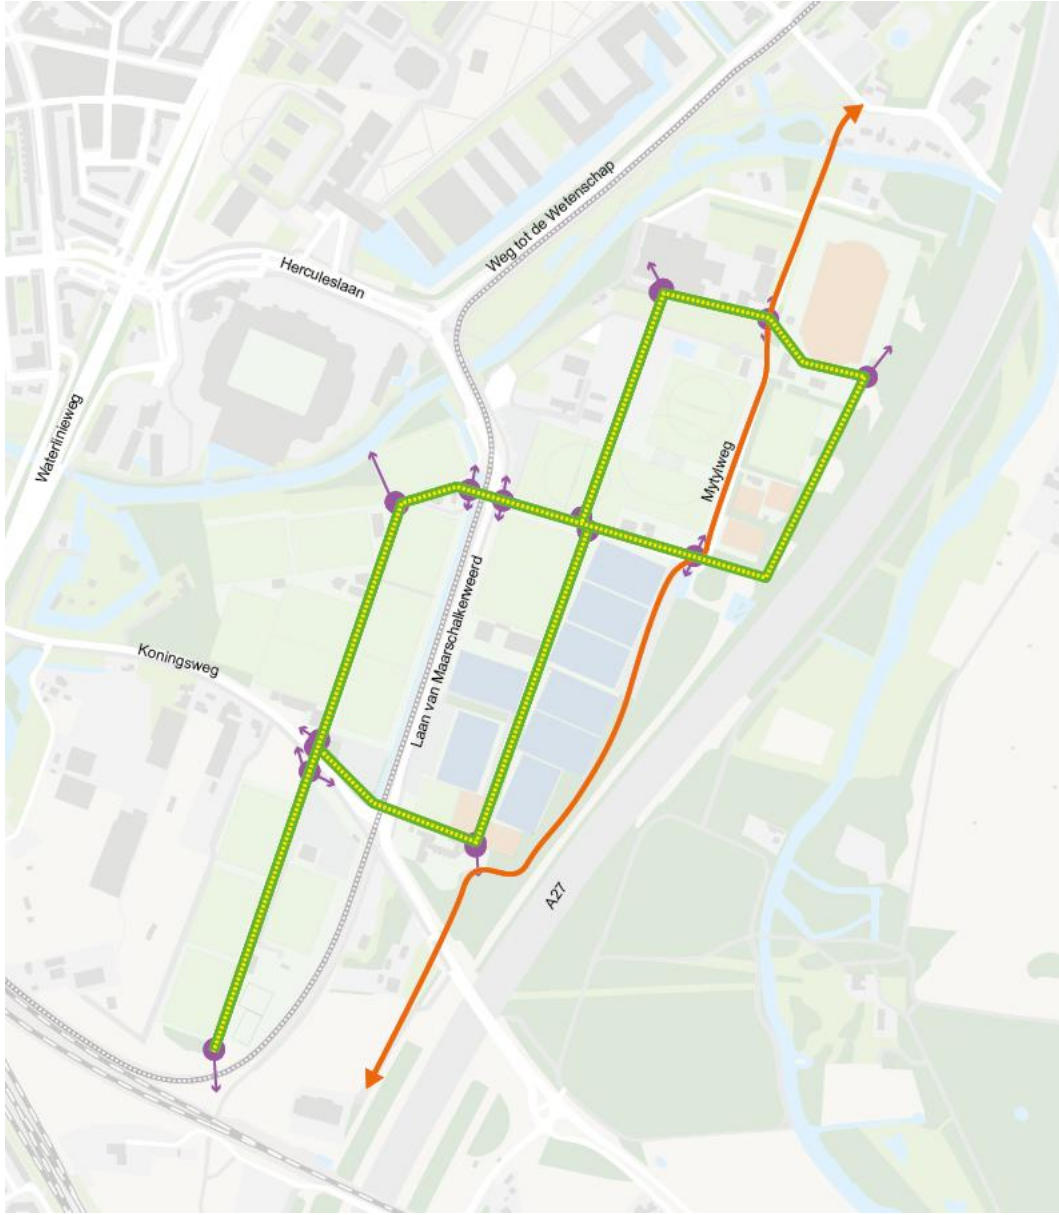 Weg tot de Wetenschap
Herculeslaan
Waterlinieweg
Mytylweg
Laan van Maarschalkerweerd
Koningsweg
A27